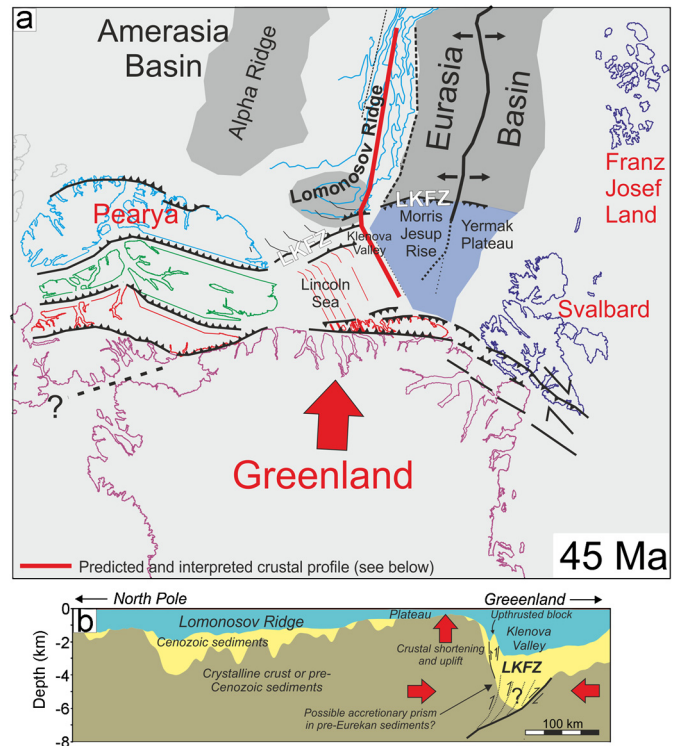 a
Amerasia
Basin
Alpha Ridge
Lomonosov Ridge
Eurasia
Basin
Franz
Josef
Land
Pearya
LKFZ
LKFZ
Morris
Jesup
Rise
Yermak
Plateau
Klenova
Valley
Lincoln
Sea
Svalbard
?
Greenland
45 Ma
Predicted and interpreted crustal profile (see below)
North Pole
Greeenland
b
Depth (km)
0
-2
-4
-6
-8
Lomonosov Ridge
Plateau
Upthrusted block
Klenova
Valley
Cenozoic sediments
Crustal shortening
and uplift
LKFZ
Crystalline crust or pre-
Cenozoic sediments
?
Possible accretionary prism
in pre-Eurekan sediments?
100 km